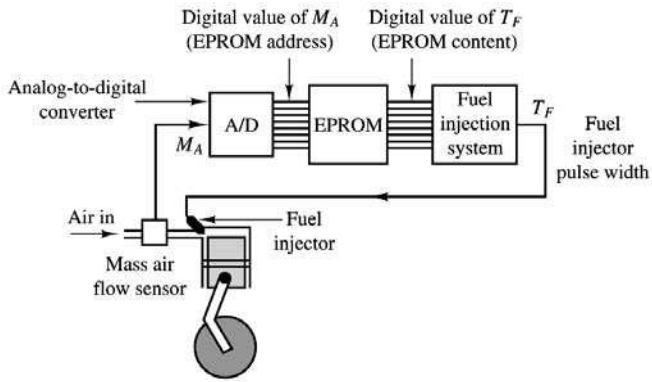 Digital value of M_A
(EPROM address)
Digital value of T_F
(EPROM content)
Analog-to-digital
converter
A/D
EPROM
Fuel
injection
system
M_A
T_F
Fuel
injector
pulse width
Air in
Fuel
injector
Mass air
flow sensor